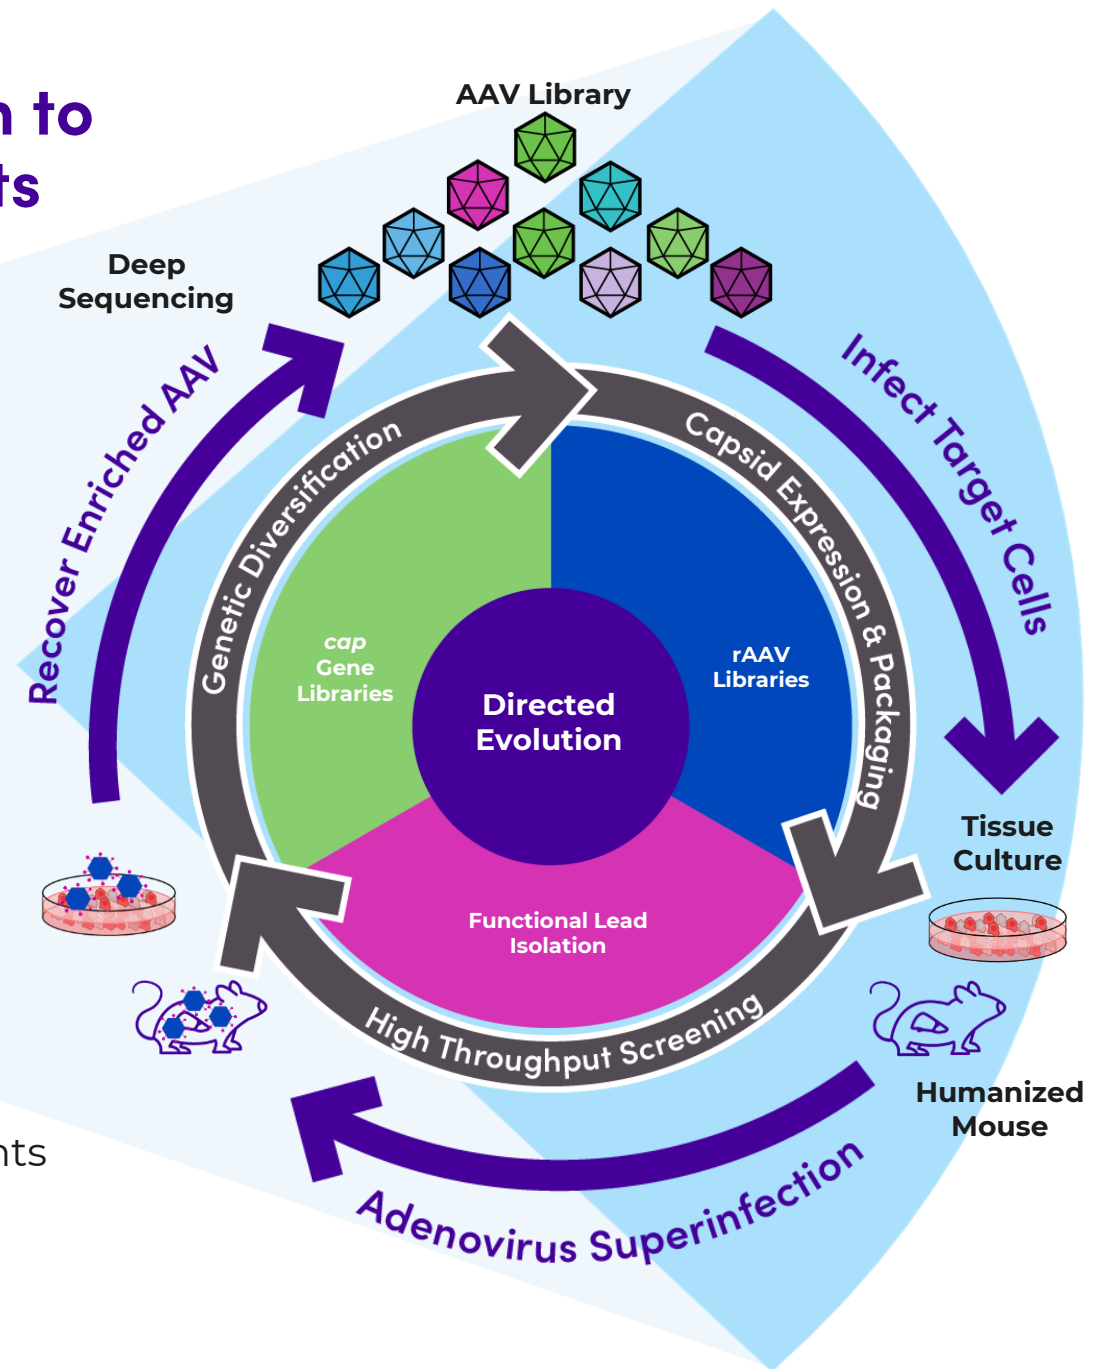 n to
ts
AAV Library
Deep
Sequencing
Recover Enriched AAV
Infect Target Cells
Genetic Diversification
Capsid Expression & Packaging
cap
Gene
Libraries
rAAV
Libraries
Directed
Evolution
Functional Lead
Isolation
High Throughput Screening
Tissue
Culture
Humanized
Mouse
nts
Adenovirus Superinfection